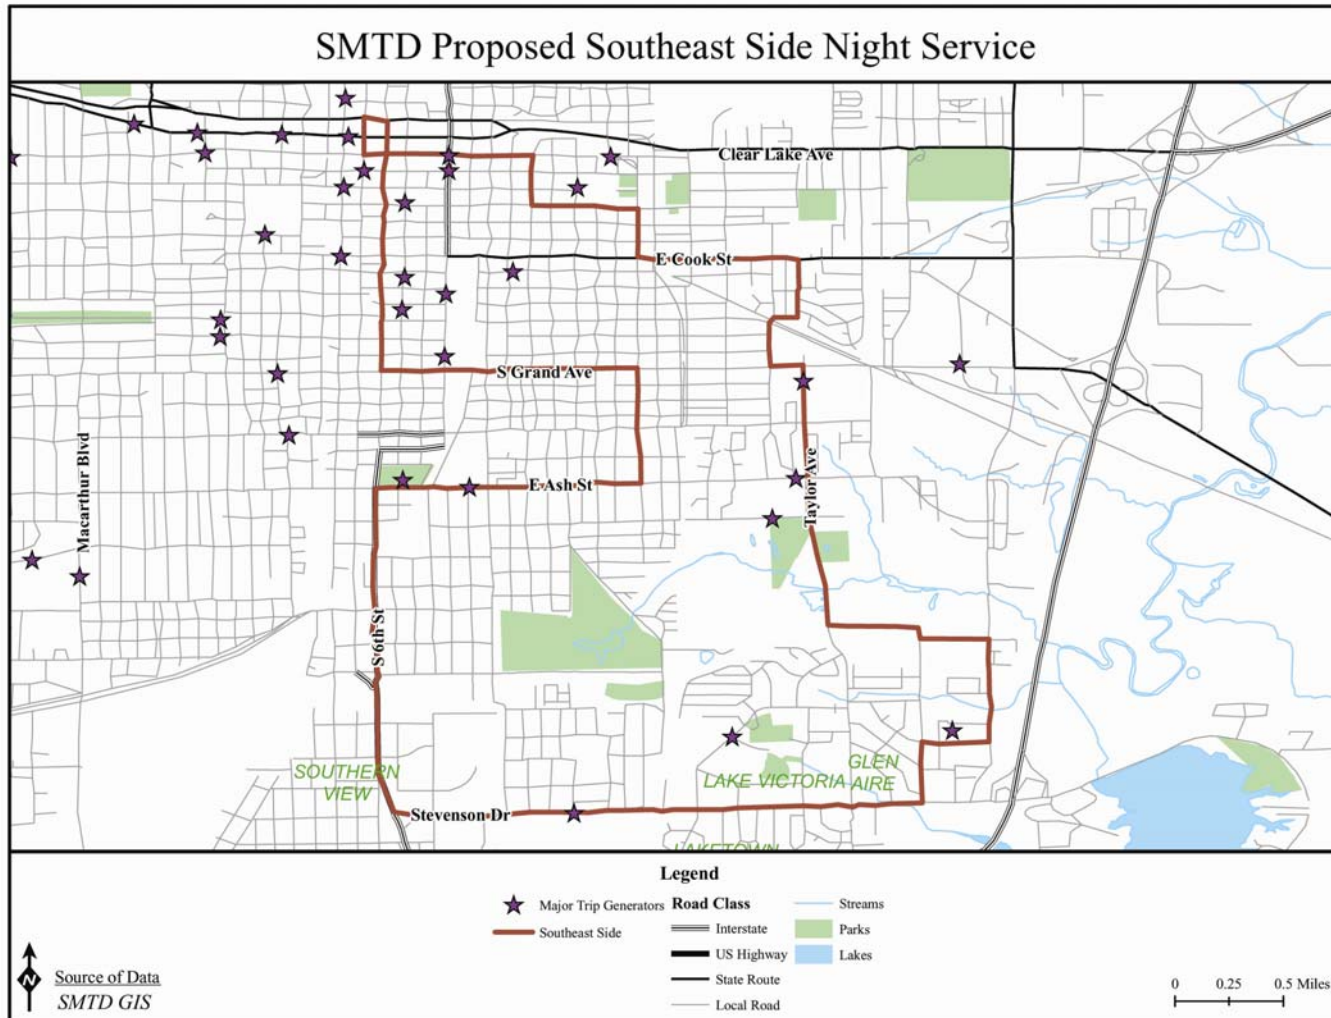 SMTD Proposed Southeast Side Night Service
Clear Lake Ave
E Cook St
S Grand Ave
Macarthur Blvd
E Ash St
Taylor Ave
S 6th St
SOUTHERN
VIEW
LAKE VICTORIA
GLEN
AIRE
Stevenson Dr
LAKETOWN
Legend
Major Trip Generators
Southeast Side
Road Class
Interstate
US Highway
State Route
Local Road
Streams
Parks
Lakes
N
Source of Data
SMTD GIS
0 0.25 0.5 Miles